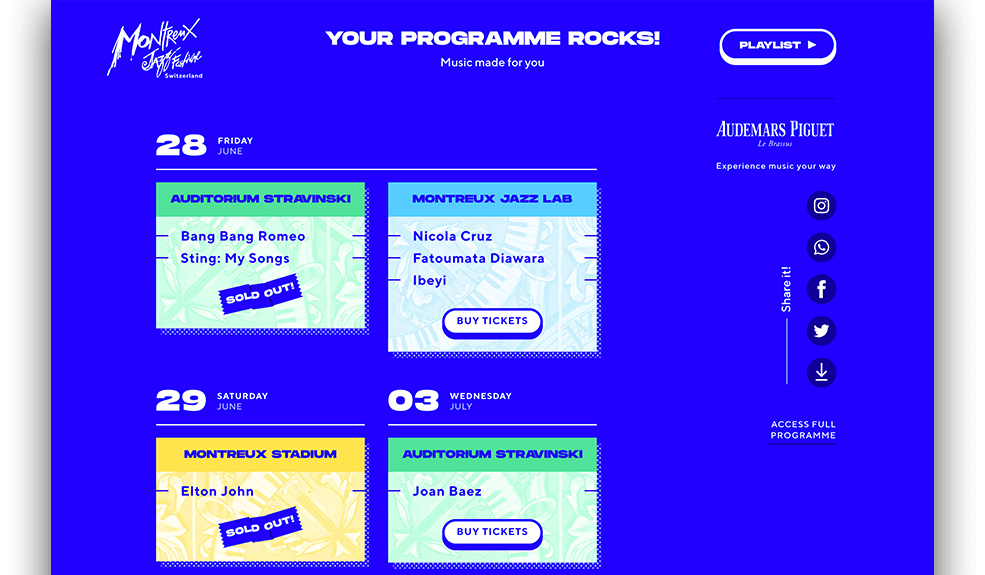 Montreux
Jazz Festival
Switzerland
YOUR PROGRAMME ROCKS!
Music made for you
PLAYLIST
AUDEMARS PIGUET
Le Brassus
Experience music your way
28 FRIDAY
JUNE
AUDITORIUM STRAVINSKI
Bang Bang Romeo
Sting: My Songs
SOLD OUT!
MONTREUX JAZZ LAB
Nicola Cruz
Fatoumata Diawara
Ibeyi
BUY TICKETS
Share it!
29 SATURDAY
JUNE
MONTREUX STADIUM
Elton John
SOLD OUT!
03 WEDNESDAY
JULY
AUDITORIUM STRAVINSKI
Joan Baez
BUY TICKETS
ACCESS FULL
PROGRAMME